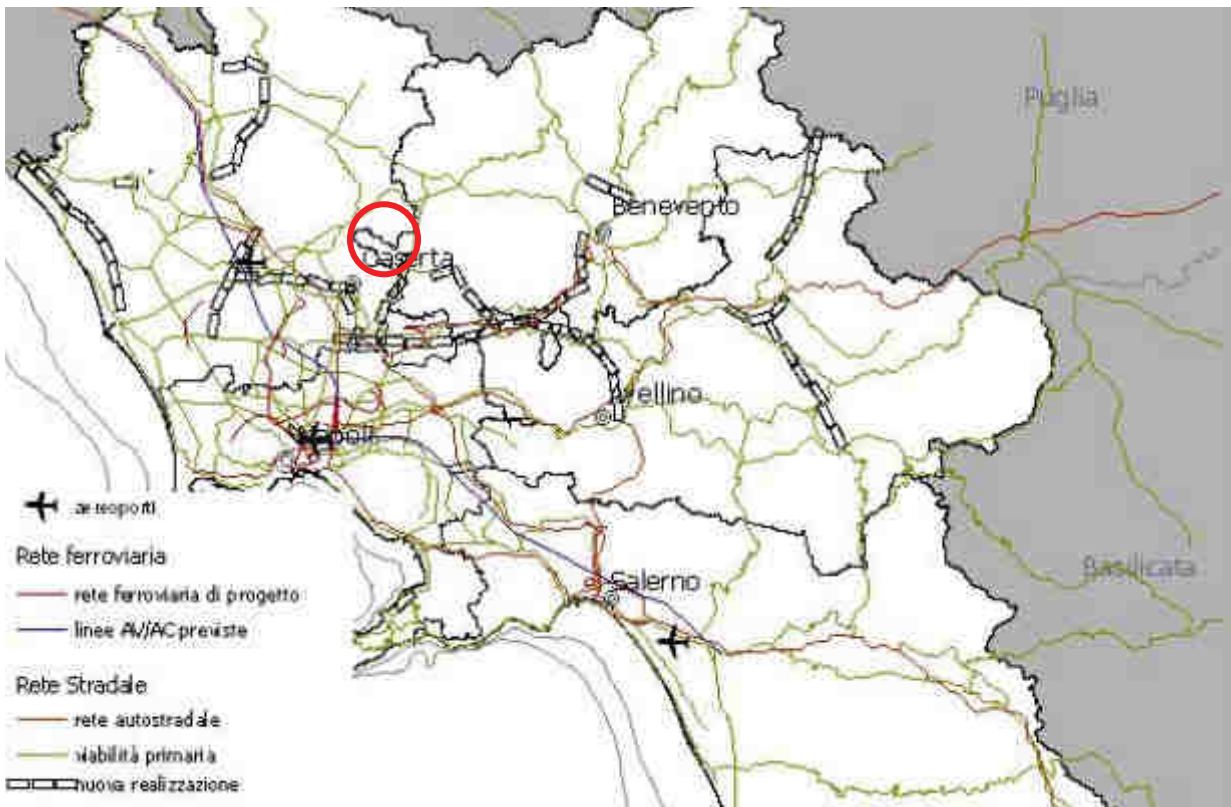 Puglia
Benevento
Caserta
Avellino
Napoli
Salerno
Basilicata
aereoporti
Rete ferroviaria
rete ferroviaria di progetto
linee AV/AC previste
Rete Stradale
rete autostradale
viabilità primaria
nuova realizzazione